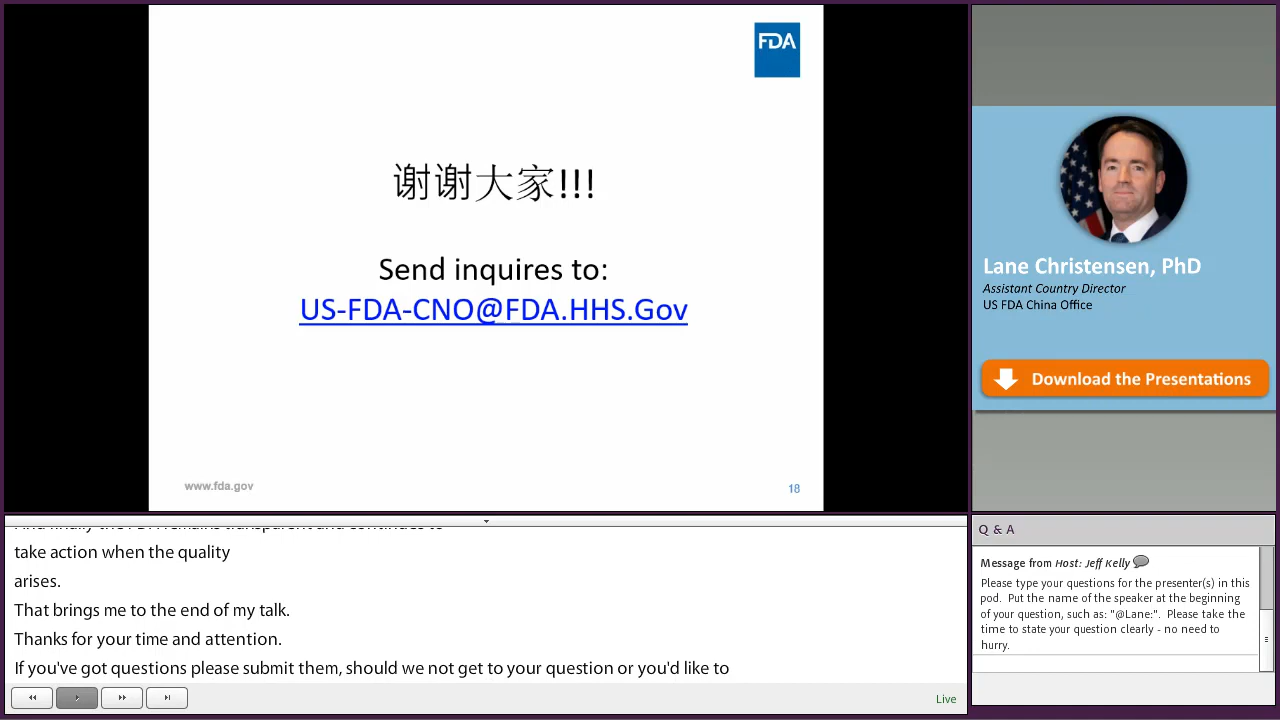 FDA
谢谢大家!!!
Send inquires to:
US-FDA-CNO@FDA.HHS.Gov
www.fda.gov
18
Lane Christensen, PhD
Assistant Country Director
US FDA China Office
Download the Presentations
take action when the quality
arises.
That brings me to the end of my talk.
Thanks for your time and attention.
If you've got questions please submit them, should we not get to your question or you'd like to
Live
Q & A
Message from Host: Jeff Kelly
Please type your questions for the presenter(s) in this
pod. Put the name of the speaker at the beginning
of your question, such as: "@Lane:". Please take the
time to state your question clearly - no need to
hurry.